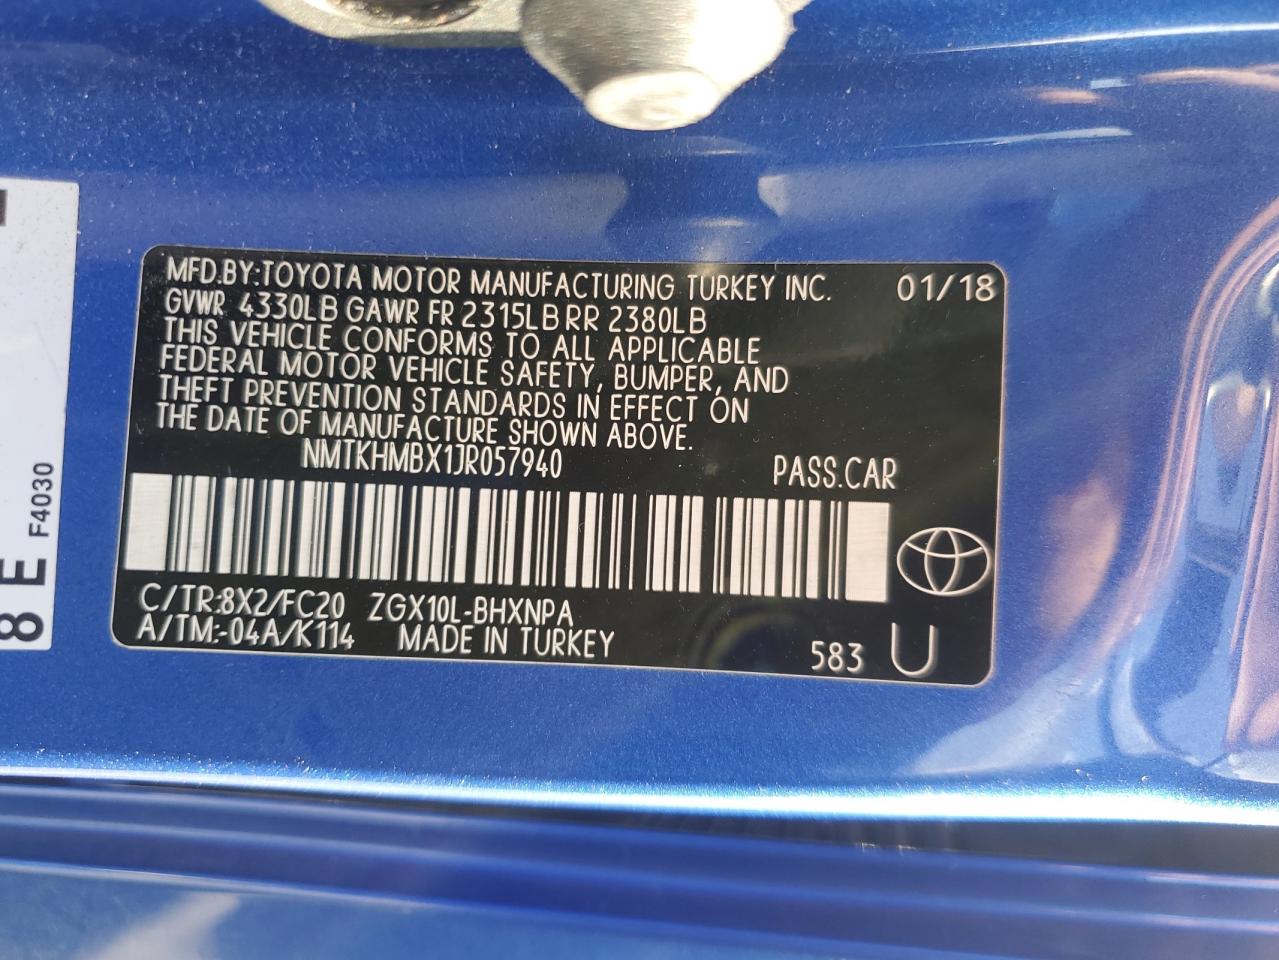 MFD.BY:TOYOTA MOTOR MANUFACTURING TURKEY INC. 01/18
GVWR 4330LB GAWR FR 2315LB RR 2380LB
THIS VEHICLE CONFORMS TO ALL APPLICABLE
FEDERAL MOTOR VEHICLE SAFETY, BUMPER, AND
THEFT PREVENTION STANDARDS IN EFFECT ON
THE DATE OF MANUFACTURE SHOWN ABOVE.
NMTKHMBX1JR057940 PASS.CAR
C/TR:8X2/FC20 ZGX10L-BHXNPA
A/TM:-04A/K114 MADE IN TURKEY 583 U
8 E F4030